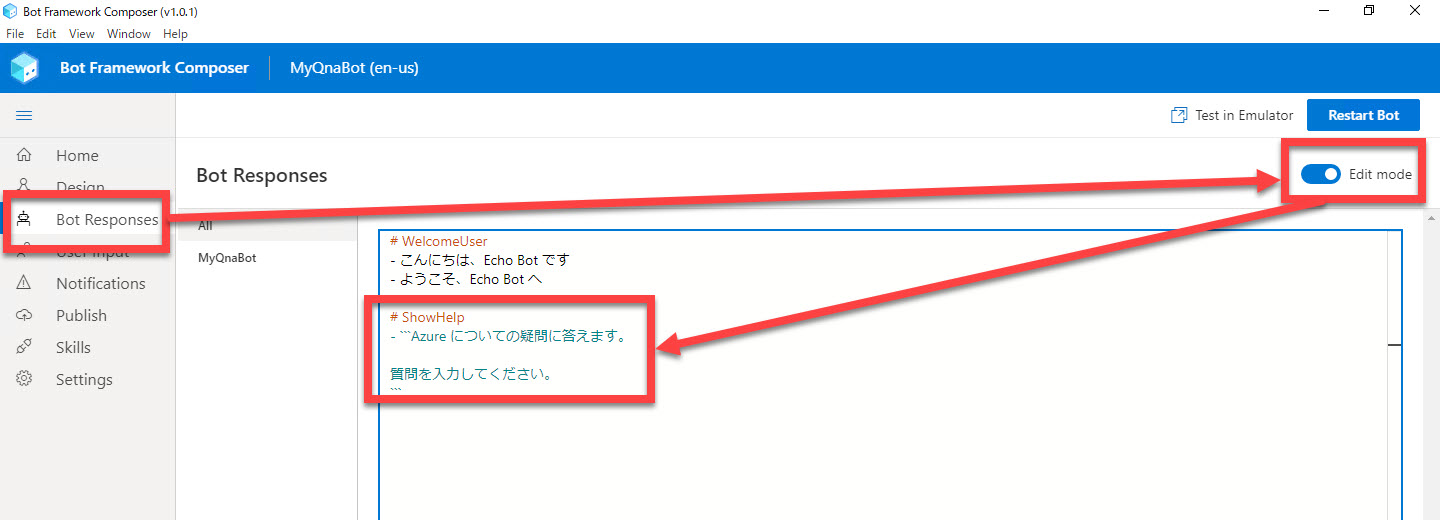 Bot Framework Composer (v1.0.1)
File Edit View Window Help
Bot Framework Composer MyQnaBot (en-us)
Test in Emulator Restart Bot
Home
Design
Bot Responses
User Input
Notifications
Publish
Skills
Settings
Bot Responses
Edit mode
All
MyQnaBot
# WelcomeUser
- こんにちは、Echo Bot です
- ようこそ、Echo Bot へ
# ShowHelp
- ```Azure についての疑問に答えます。
質問を入力してください。
```